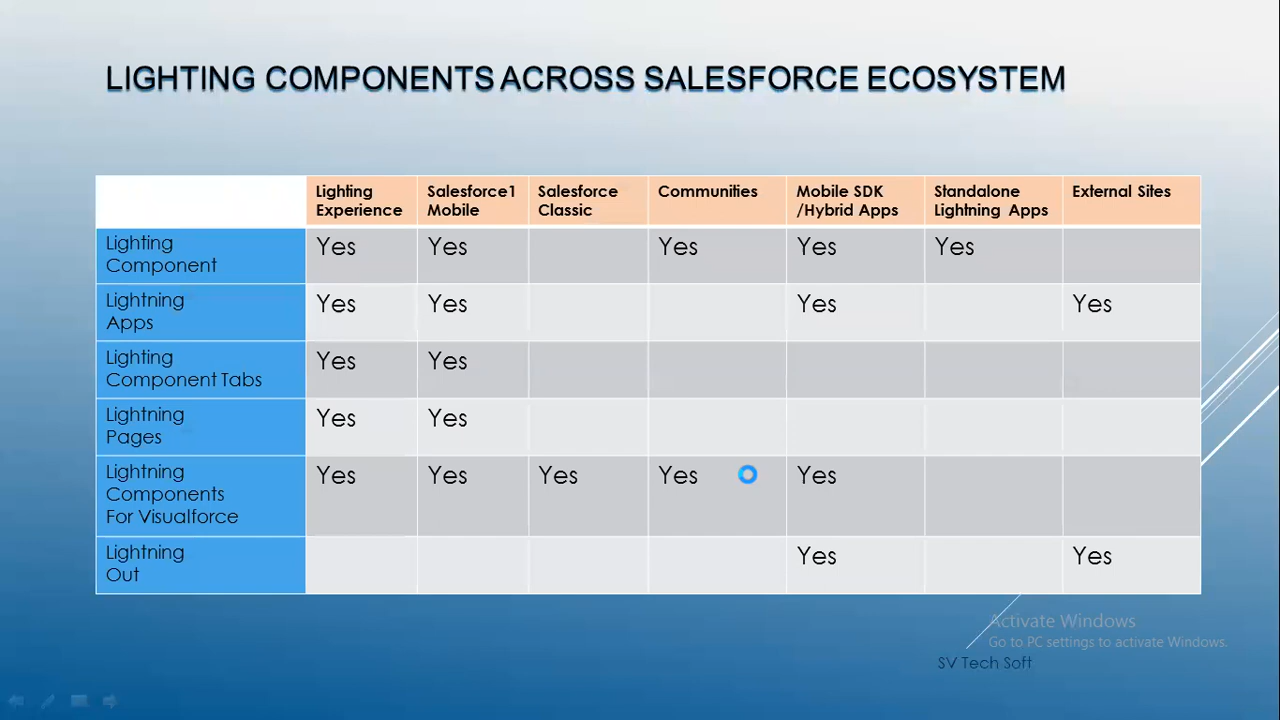 LIGHTING COMPONENTS ACROSS SALESFORCE ECOSYSTEM
Lighting
Experience
Salesforce1
Mobile
Salesforce
Classic
Communities
Mobile SDK
/Hybrid Apps
Standalone
Lightning Apps
External Sites
Lighting
Component
Yes
Yes
Yes
Yes
Yes
Lightning
Apps
Yes
Yes
Yes
Yes
Lighting
Component Tabs
Yes
Yes
Lightning
Pages
Yes
Yes
Lightning
Components
For Visualforce
Yes
Yes
Yes
Yes
Yes
Lightning
Out
Yes
Yes
Activate Windows
Go to PC settings to activate Windows.
SV Tech Soft